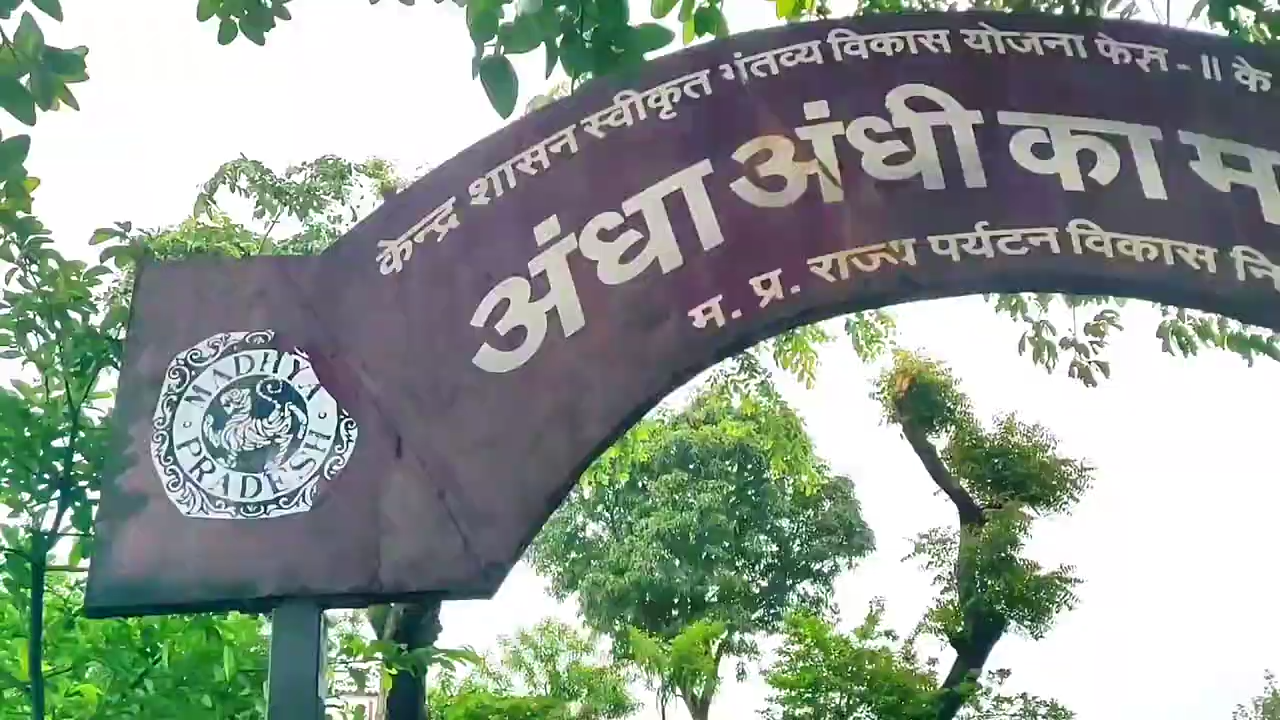 केन्द्र शासन स्वीकृत गंतव्य विकास योजना फेस - II के
अंधा अंधी का म
म. प्र. राज्य पर्यटन विकास नि
MADHYA
PRADESH